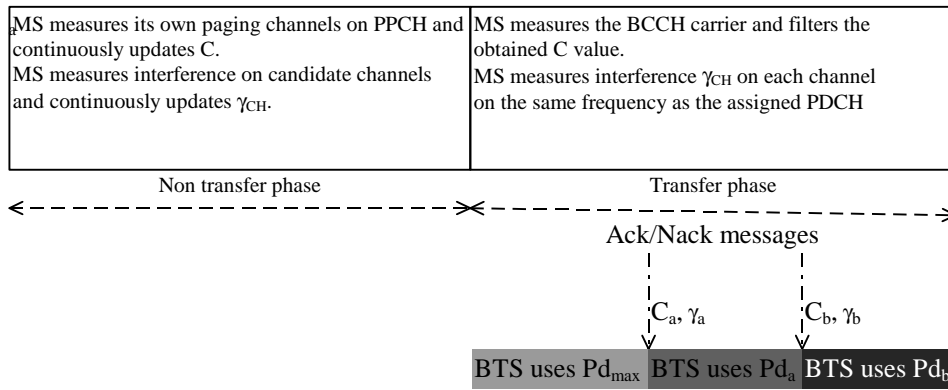 a
MS measures its own paging channels on PPCH and
continuously updates C.
MS measures interference on candidate channels
and continuously updates γCH.
MS measures the BCCH carrier and filters the
obtained C value.
MS measures interference γCH on each channel
on the same frequency as the assigned PDCH
Non transfer phase
Transfer phase
Ack/Nack messages
Ca, γa
Cb, γb
BTS uses Pdmax
BTS uses Pda
BTS uses Pdb